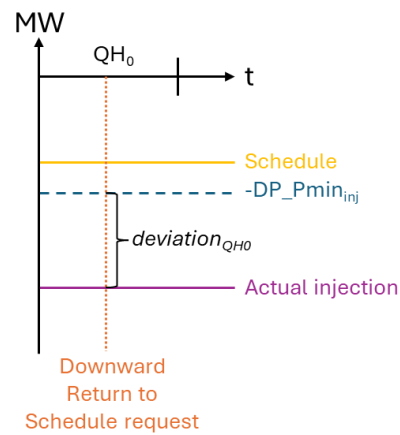 MW
QH0
t
Schedule
-DP_Pmininj
deviationQH0
Actual injection
Downward
Return to
Schedule request